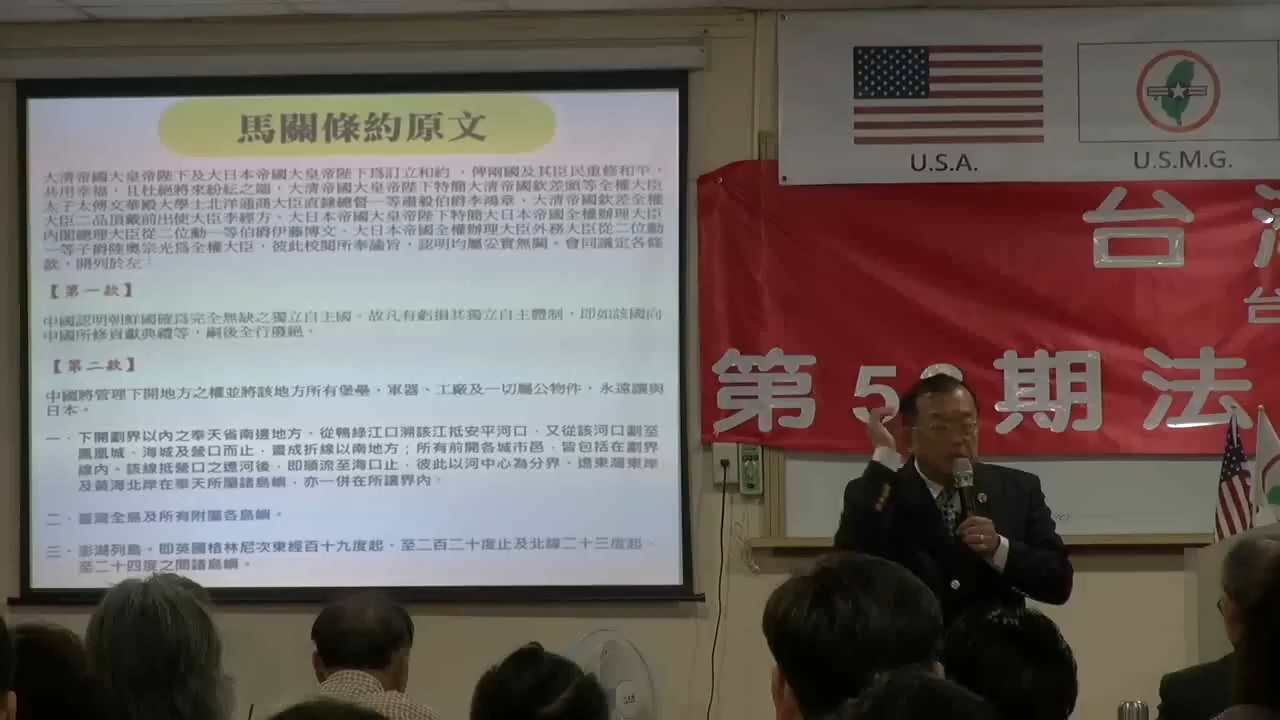 馬關條約原文
大清帝國大皇帝陛下及大日本帝國大皇帝陛下爲訂立和約，俾兩國及其臣民重修和平，
共用幸福，且杜絕將來紛紜之端，大清帝國大皇帝陛下特簡大清帝國欽差頭等全權大臣
太子太傅文華殿大學士北洋通商大臣直隸總督一等肅毅伯爵李鴻章、大清帝國欽差全權
大臣二品頂戴前出使大臣李經方、大日本帝國大皇帝陛下特簡大日本帝國全權辦理大臣
內閣總理大臣從二位勳一等伯爵伊藤博文、大日本帝國全權辦理大臣外務大臣從二位勳
一等子爵陸奧宗光爲全權大臣，彼此校閱所奉諭旨，認明均屬妥實無闕。會同議定各條
款，開列於左：
【第一款】
中國認明朝鮮國確爲完全無缺之獨立自主國。故凡有虧損其獨立自主體制，即如該國向
中國所修貢獻典禮等，嗣後全行廢絕。
【第二款】
中國將管理下開地方之權並將該地方所有堡壘、軍器、工廠及一切屬公物件，永遠讓與
日本。
一、下開劃界以內之奉天省南邊地方。從鴨綠江口溯該江抵安平河口，又從該河口劃至
鳳凰城、海城及營口而止，畫成折線以南地方；所有前開各城市邑，皆包括在劃界
線內。該線抵營口之遼河後，即順流至海口止，彼此以河中心為分界。遼東灣東岸
及黃海北岸在奉天所屬諸島嶼，亦一併在所讓界內。
二、臺灣全島及所有附屬各島嶼。
三、澎湖列島。即英國格林尼次東經百十九度起、至二百二十度止及北緯二十三度起、
至二十四度之間諸島嶼。
U.S.A.
U.S.M.G.
台
台
第5 期法